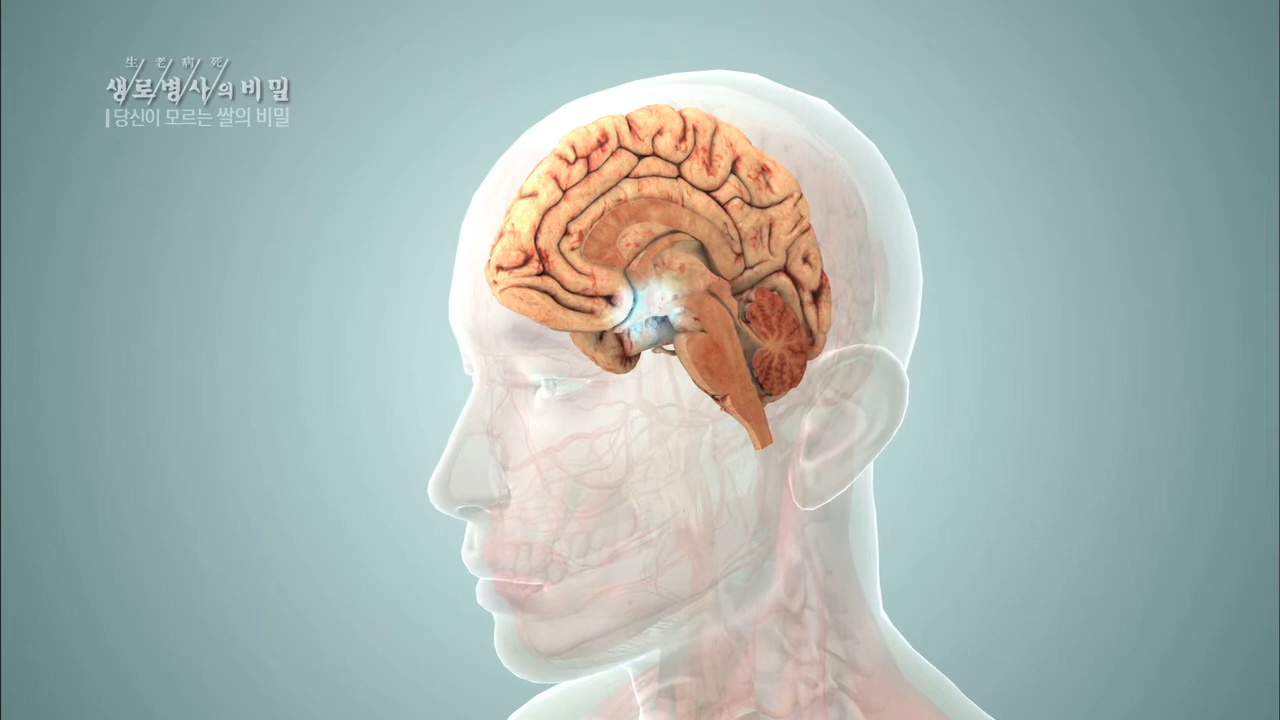 生老病死
생로병사의 비밀
당신이 모르는 쌀의 비밀